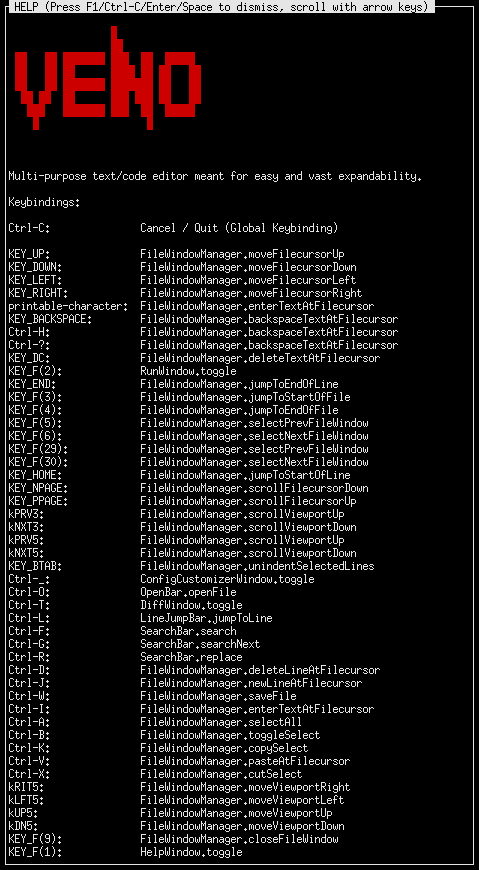 HELP (Press F1/Ctrl-C/Enter/Space to dismiss, scroll with arrow keys)
VENO
Multi-purpose text/code editor meant for easy and vast expandability.
Keybindings:
Ctrl-C: Cancel / Quit (Global Keybinding)
KEY_UP: FileWindowManager.moveFilecursorUp
KEY_DOWN: FileWindowManager.moveFilecursorDown
KEY_LEFT: FileWindowManager.moveFilecursorLeft
KEY_RIGHT: FileWindowManager.moveFilecursorRight
printable-character: FileWindowManager.enterTextAtFilecursor
KEY_BACKSPACE: FileWindowManager.backspaceTextAtFilecursor
Ctrl-H: FileWindowManager.backspaceTextAtFilecursor
Ctrl-?: FileWindowManager.backspaceTextAtFilecursor
KEY_DC: FileWindowManager.deleteTextAtFilecursor
KEY_F(2): RunWindow.toggle
KEY_END: FileWindowManager.jumpToEndOfLine
KEY_F(3): FileWindowManager.jumpToStartOfFile
KEY_F(4): FileWindowManager.jumpToEndOfFile
KEY_F(5): FileWindowManager.selectPrevFileWindow
KEY_F(6): FileWindowManager.selectNextFileWindow
KEY_F(29): FileWindowManager.selectPrevFileWindow
KEY_F(30): FileWindowManager.selectNextFileWindow
KEY_HOME: FileWindowManager.jumpToStartOfLine
KEY_NPAGE: FileWindowManager.scrollFilecursorDown
KEY_PPAGE: FileWindowManager.scrollFilecursorUp
kPRV3: FileWindowManager.scrollViewportUp
kNXT3: FileWindowManager.scrollViewportDown
kPRV5: FileWindowManager.scrollViewportUp
kNXT5: FileWindowManager.scrollViewportDown
KEY_BTAB: FileWindowManager.unindentSelectedLines
Ctrl-_: ConfigCustomizerWindow.toggle
Ctrl-O: OpenBar.openFile
Ctrl-T: DiffWindow.toggle
Ctrl-L: LineJumpBar.jumpToLine
Ctrl-F: SearchBar.search
Ctrl-G: SearchBar.searchNext
Ctrl-R: SearchBar.replace
Ctrl-D: FileWindowManager.deleteLineAtFilecursor
Ctrl-J: FileWindowManager.newLineAtFilecursor
Ctrl-W: FileWindowManager.saveFile
Ctrl-I: FileWindowManager.enterTextAtFilecursor
Ctrl-A: FileWindowManager.selectAll
Ctrl-B: FileWindowManager.toggleSelect
Ctrl-K: FileWindowManager.copySelect
Ctrl-V: FileWindowManager.pasteAtFilecursor
Ctrl-X: FileWindowManager.cutSelect
kRIT5: FileWindowManager.moveViewportRight
kLFT5: FileWindowManager.moveViewportLeft
kUP5: FileWindowManager.moveViewportUp
kDN5: FileWindowManager.moveViewportDown
KEY_F(9): FileWindowManager.closeFileWindow
KEY_F(1): HelpWindow.toggle